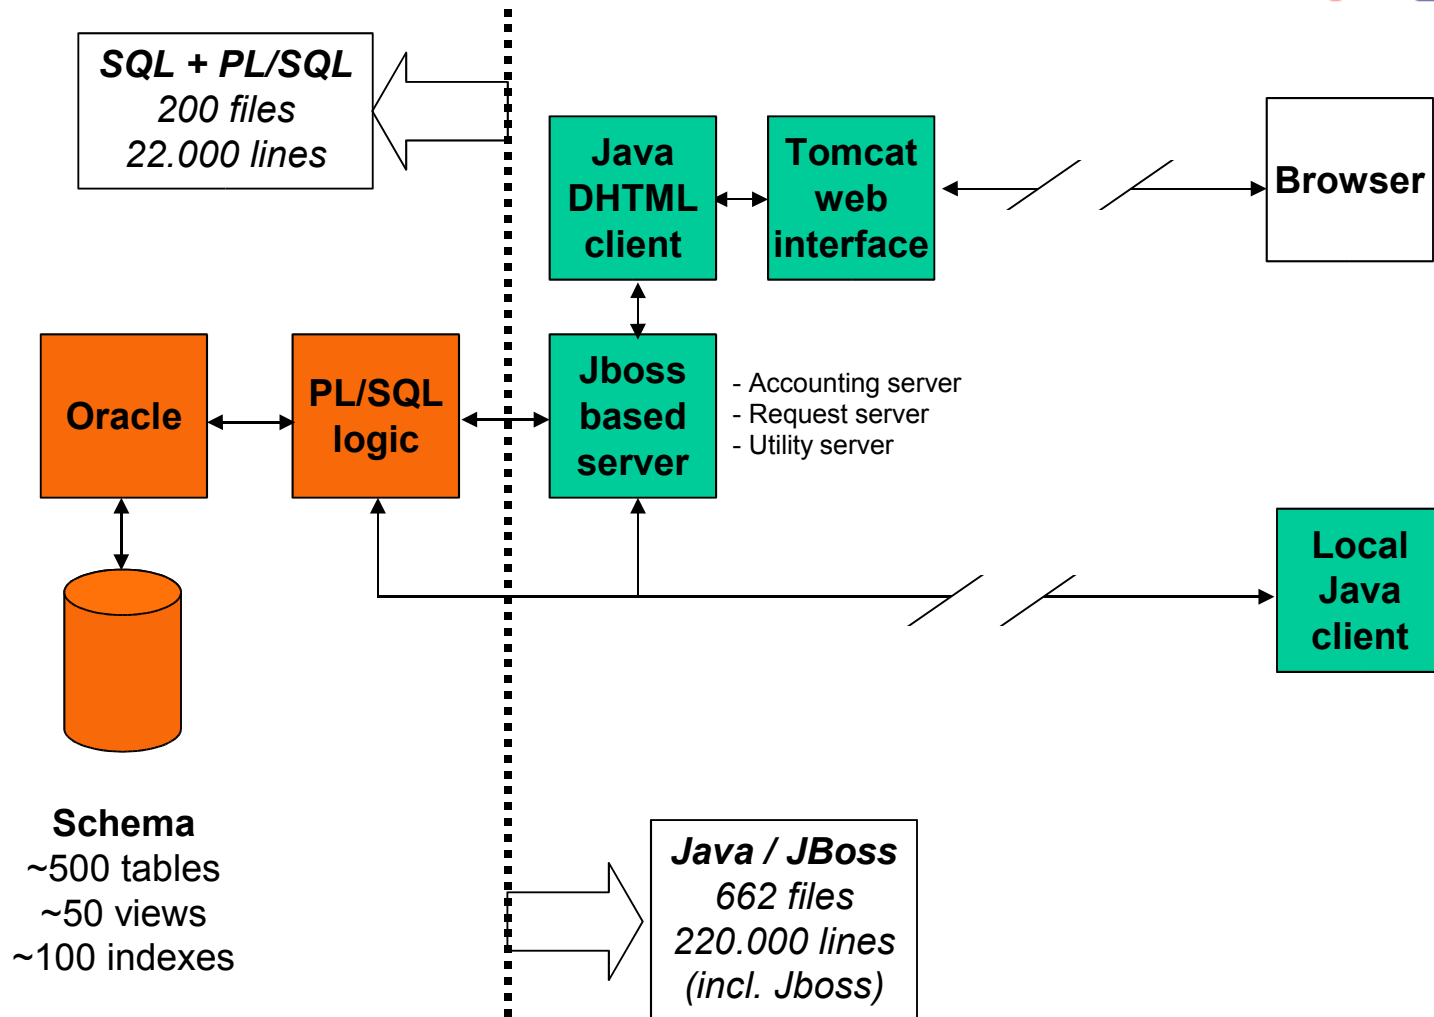 SQL + PL/SQL
200 files
22.000 lines
Java
DHTML
client
Tomcat
web
interface
Browser
Oracle
PL/SQL
logic
Jboss
based
server
- Accounting server
- Request server
- Utility server
Local
Java
client
Schema
~500 tables
~50 views
~100 indexes
Java / JBoss
662 files
220.000 lines
(incl. Jboss)